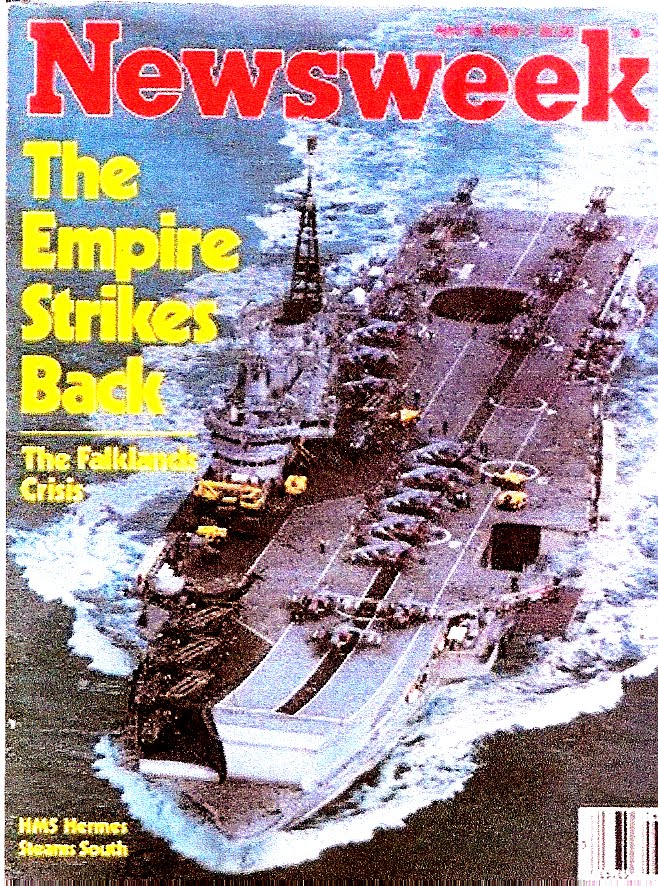 Newsweek
The
Empire
Strikes
Back
The Falklands
Crisis
HMS Hermes
Steams South